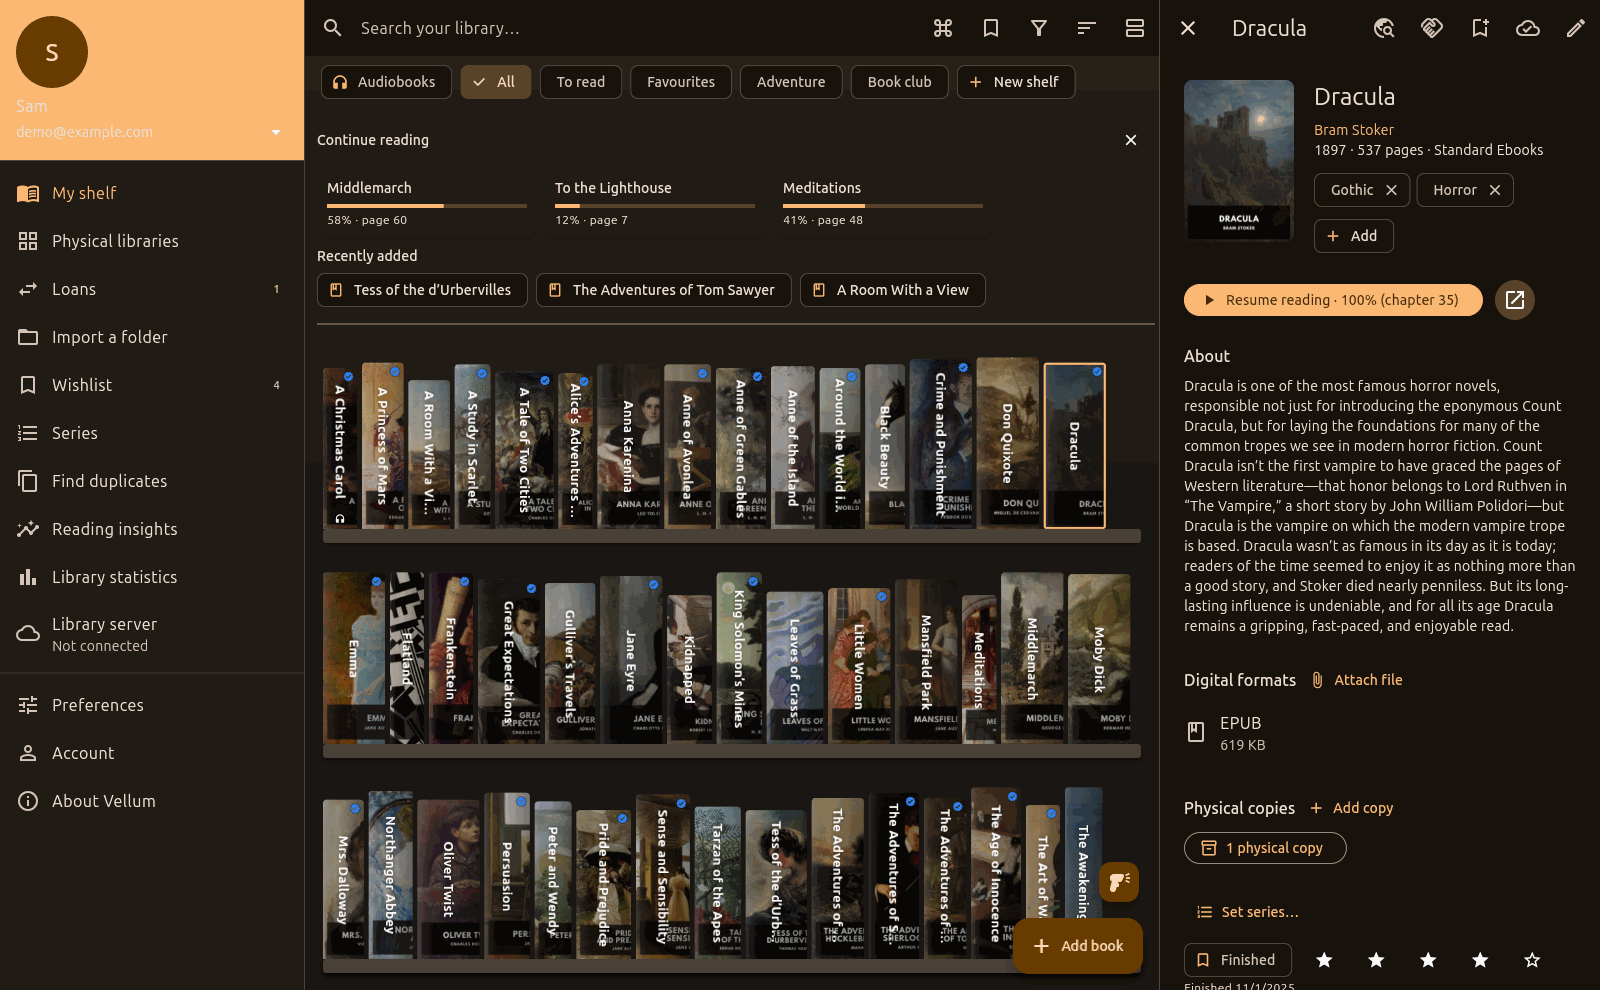 S
Sam
demo@example.com
My shelf
Physical libraries
Loans
1
Import a folder
Wishlist
4
Series
Find duplicates
Reading insights
Library statistics
Library server
Not connected
Preferences
Account
About Vellum
Search your library…
Audiobooks
All
To read
Favourites
Adventure
Book club
New shelf
Continue reading
Middlemarch
58% · page 60
To the Lighthouse
12% · page 7
Meditations
41% · page 48
Recently added
Tess of the d’Urbervilles
The Adventures of Tom Sawyer
A Room With a View
A Christmas Carol
A Princess of Mars
A Room With a Vi…
A Study in Scarlet
A Tale of Two Cities
Alice's Adventures …
Anna Karenina
Anne of Avonlea
Anne of Green Gables
Anne of the Island
Around the World i…
Black Beauty
Crime and Punishment
Don Quixote
Dracula
Emma
Flatland
Frankenstein
Great Expectations
Gulliver's Travels
Jane Eyre
Kidnapped
King Solomon's Mines
Leaves of Grass
Little Women
Mansfield Park
Meditations
Middlemarch
Moby Dick
Mrs. Dalloway
Northanger Abbey
Oliver Twist
Persuasion
Peter and Wendy
Pride and Prejudice
Sense and Sensibility
Tarzan of the Apes
Tess of the d'Urb…
The Adventures of…
The Adventures of S…
The Adventures of…
The Age of Innocence
The Art of W
The Awakening
Add book
Dracula
DRACULA
BRAM STOKER
Dracula
Bram Stoker
1897 · 537 pages · Standard Ebooks
Gothic
Horror
Add
Resume reading · 100% (chapter 35)
About
Dracula is one of the most famous horror novels,
responsible not just for introducing the eponymous Count
Dracula, but for laying the foundations for many of the
common tropes we see in modern horror fiction. Count
Dracula isn’t the first vampire to have graced the pages of
Western literature—that honor belongs to Lord Ruthven in
“The Vampire,” a short story by John William Polidori—but
Dracula is the vampire on which the modern vampire trope
is based. Dracula wasn’t as famous in its day as it is today;
readers of the time seemed to enjoy it as nothing more than
a good story, and Stoker died nearly penniless. But its long-
lasting influence is undeniable, and for all its age Dracula
remains a gripping, fast-paced, and enjoyable read.
Digital formats
Attach file
EPUB
619 KB
Physical copies
Add copy
1 physical copy
Set series…
Finished
Finished 11/1/2025